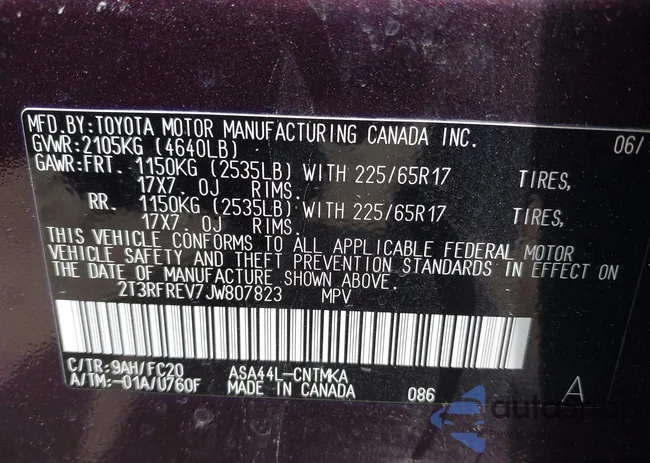 MFD.BY:TOYOTA MOTOR MANUFACTURING CANADA INC. 06/
GVWR:2105KG (4640LB)
GAWR:FRT. 1150KG (2535LB) WITH 225/65R17 TIRES,
17X7.0J RIMS.
RR. 1150KG (2535LB) WITH 225/65R17 TIRES,
17X7.0J RIMS.
THIS VEHICLE CONFORMS TO ALL APPLICABLE FEDERAL MOTOR
VEHICLE SAFETY AND THEFT PREVENTION STANDARDS IN EFFECT ON
THE DATE OF MANUFACTURE SHOWN ABOVE.
2T3RFREV7JW807823 MPV
C/TR:9AH/FC20 ASA44L-CNTMKA
A/TM:-01A/U760F MADE IN CANADA 086 A
autoshop